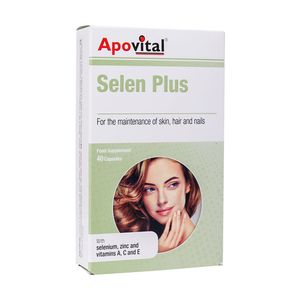 Apovital®
Selen Plus
For the maintenance of skin, hair and nails
Food Supplement
40 Capsules
With
selenium, zinc and
vitamins A, C and E